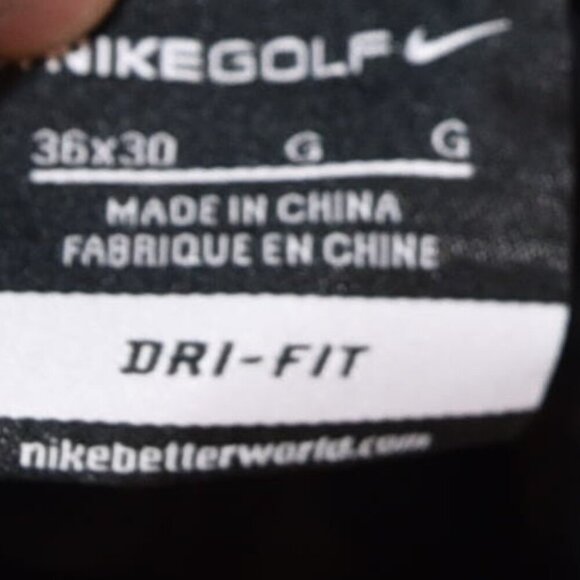 NIKEGOLF
36x30 G G
MADE IN CHINA
FABRIQUE EN CHINE
DRI-FIT
nikebetterworld.com